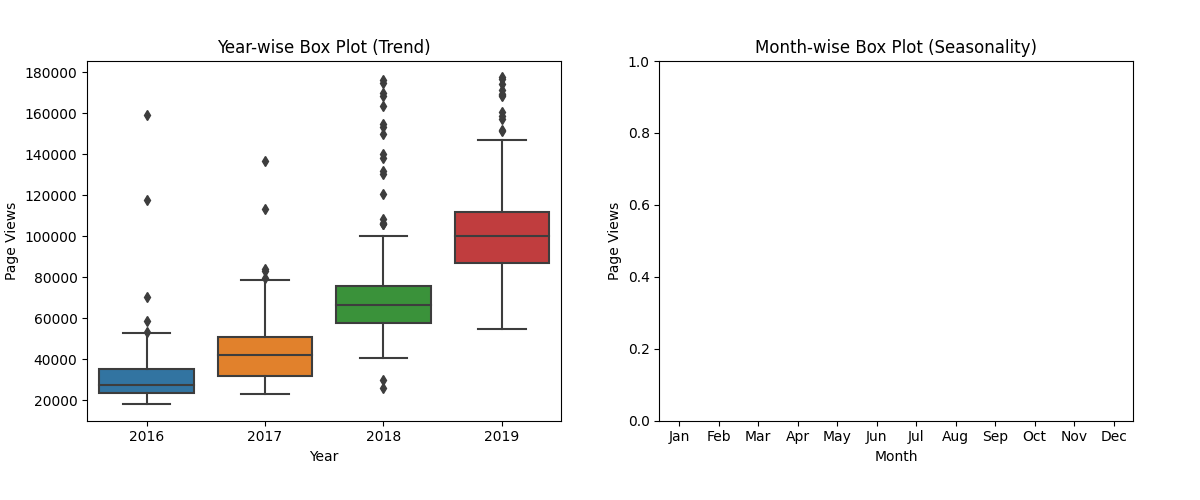 Year-wise Box Plot (Trend)
Page Views
180000
160000
140000
120000
100000
80000
60000
40000
20000
2016 2017 2018 2019
Year
Month-wise Box Plot (Seasonality)
Page Views
1.0
0.8
0.6
0.4
0.2
0.0
Jan Feb Mar Apr May Jun Jul Aug Sep Oct Nov Dec
Month